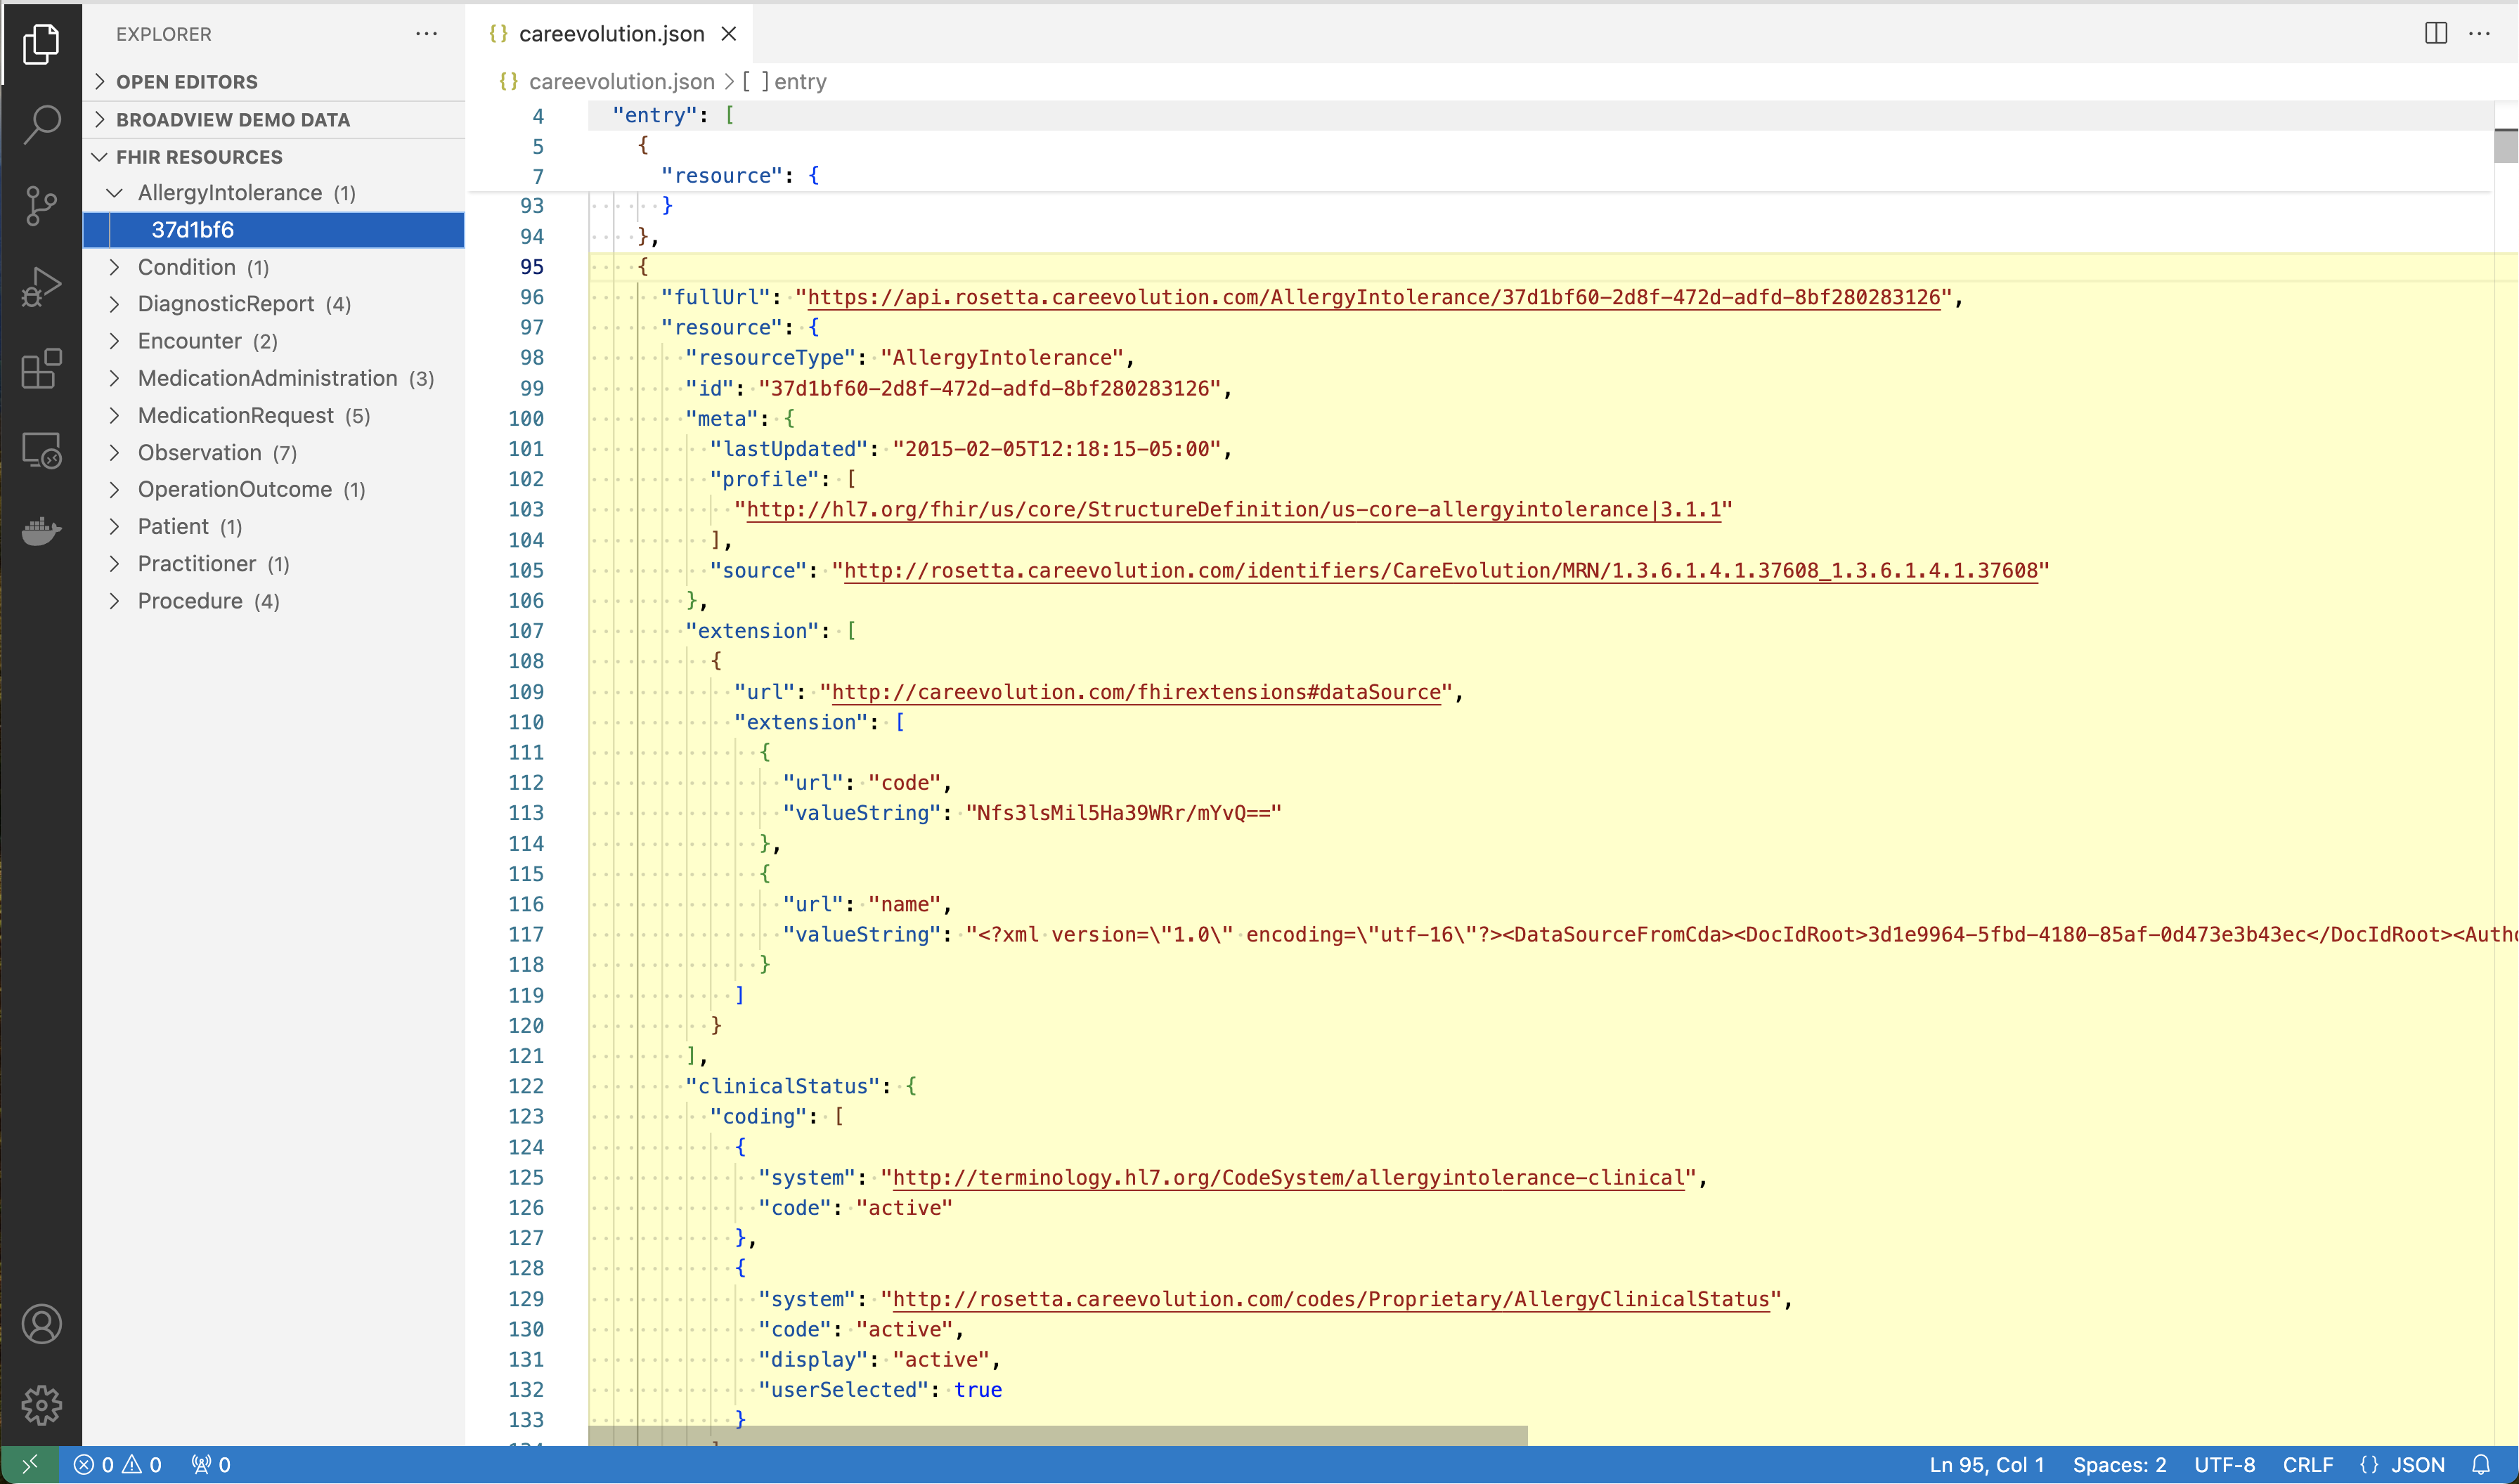 EXPLORER
OPEN EDITORS
BROADVIEW DEMO DATA
FHIR RESOURCES
AllergyIntolerance (1)
37d1bf6
Condition (1)
DiagnosticReport (4)
Encounter (2)
MedicationAdministration (3)
MedicationRequest (5)
Observation (7)
OperationOutcome (1)
Patient (1)
Practitioner (1)
Procedure (4)
{} careevolution.json
{} careevolution.json > [ ] entry
4 "entry": [
5 {
7 "resource": {
93 }
94 },
95 {
96 "fullUrl": "https://api.rosetta.careevolution.com/AllergyIntolerance/37d1bf60-2d8f-472d-adfd-8bf280283126",
97 "resource": {
98 "resourceType": "AllergyIntolerance",
99 "id": "37d1bf60-2d8f-472d-adfd-8bf280283126",
100 "meta": {
101 "lastUpdated": "2015-02-05T12:18:15-05:00",
102 "profile": [
103 "http://hl7.org/fhir/us/core/StructureDefinition/us-core-allergyintolerance|3.1.1"
104 ],
105 "source": "http://rosetta.careevolution.com/identifiers/CareEvolution/MRN/1.3.6.1.4.1.37608_1.3.6.1.4.1.37608"
106 },
107 "extension": [
108 {
109 "url": "http://careevolution.com/fhirextensions#dataSource",
110 "extension": [
111 {
112 "url": "code",
113 "valueString": "Nfs3lsMil5Ha39WRr/mYvQ=="
114 },
115 {
116 "url": "name",
117 "valueString": "<?xml version=\"1.0\" encoding=\"utf-16\"?><DataSourceFromCda><DocIdRoot>3d1e9964-5fbd-4180-85af-0d473e3b43ec</DocIdRoot><Autho
118 }
119 ]
120 }
121 ],
122 "clinicalStatus": {
123 "coding": [
124 {
125 "system": "http://terminology.hl7.org/CodeSystem/allergyintolerance-clinical",
126 "code": "active"
127 },
128 {
129 "system": "http://rosetta.careevolution.com/codes/Proprietary/AllergyClinicalStatus",
130 "code": "active",
131 "display": "active",
132 "userSelected": true
133 }
0 0 0
Ln 95, Col 1 Spaces: 2 UTF-8 CRLF {} JSON